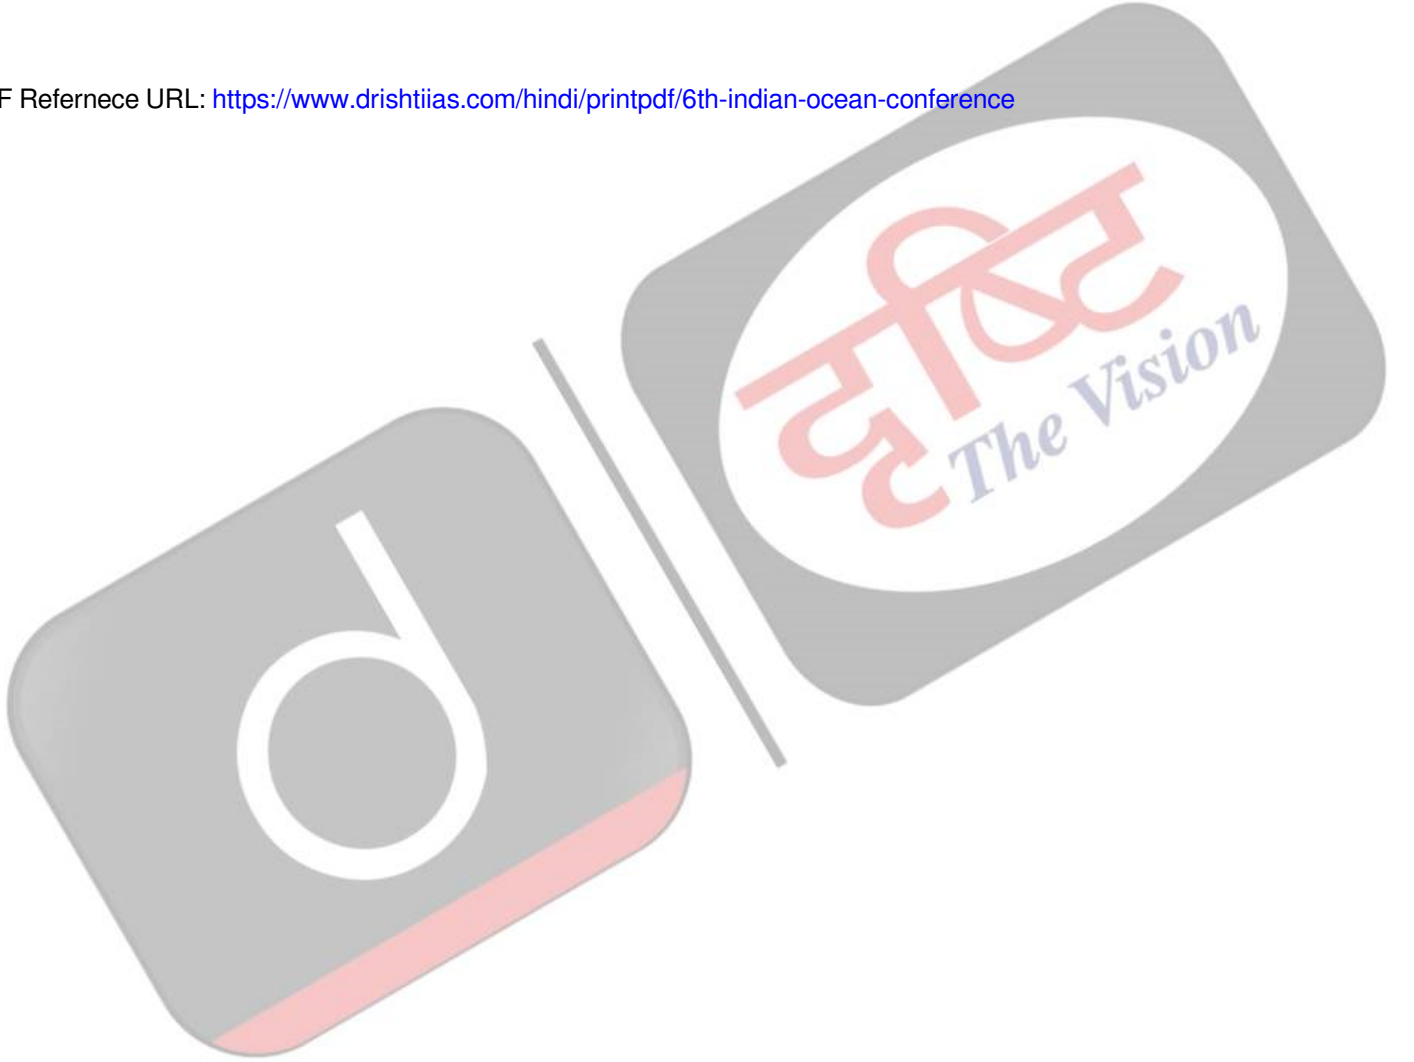 F Refernece URL: https://www.drishtiias.com/hindi/printpdf/6th-indian-ocean-conference
दृष्टि
The Vision
d